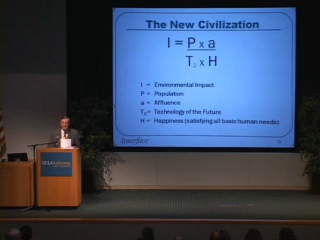 The New Civilization
I = P x a
T₂ x H
I = Environmental Impact
P = Population
a = Affluence
T₂ = Technology of the Future
H = Happiness (satisfying all basic human needs)
Interface
UCLA